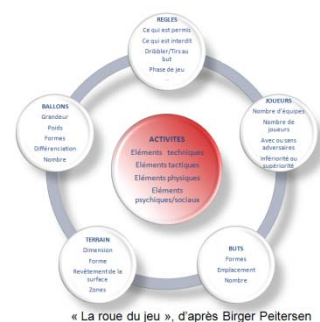 REGLES
Ce qui est permis
Ce qui est interdit
Dribbler/Tirs au
but
Phase de jeu
...
BALLONS
Grandeur
Poids
Formes
Différenciation
Nombre
JOUEURS
Nombre d'équipes
Nombre de
joueurs
Avec ou sans
adversaires
Infériorité ou
supériorité
ACTIVITES
Eléments techniques
Eléments tactiques
Eléments physiques
Eléments
psychiques/sociaux
TERRAIN
Dimension
Forme
Revêtement de la
surface
Zones
BUTS
Formes
Emplacement
Nombre
« La roue du jeu », d'après Birger Peitersen